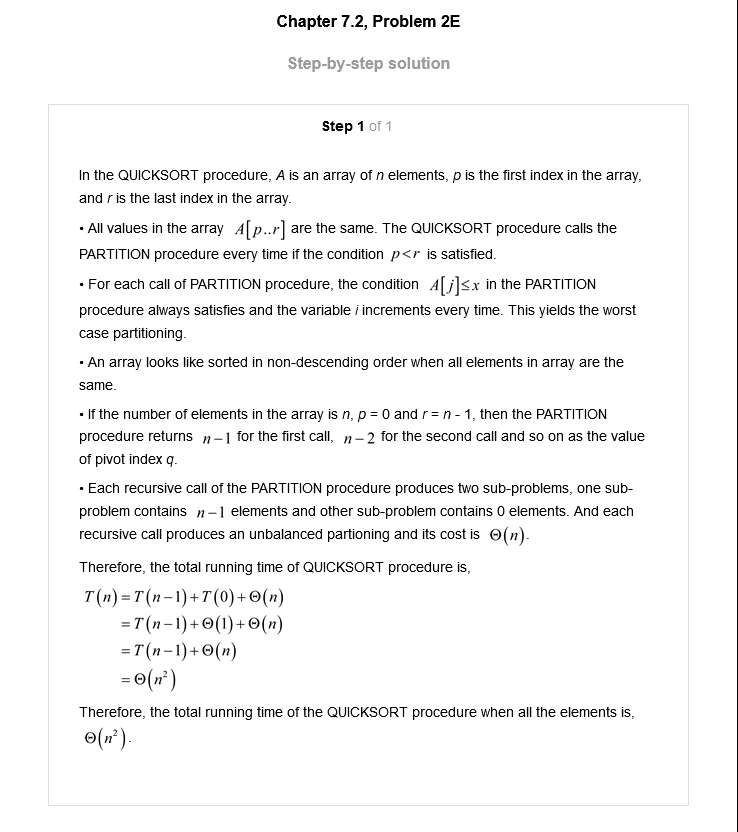 Chapter 7.2, Problem 2E
Step-by-step solution
Step 1 of 1
In the QUICKSORT procedure, A is an array of n elements, p is the first index in the array,
and r is the last index in the array.
• All values in the array A[p..r] are the same. The QUICKSORT procedure calls the
PARTITION procedure every time if the condition p<r is satisfied.
• For each call of PARTITION procedure, the condition A[j]≤x in the PARTITION
procedure always satisfies and the variable i increments every time. This yields the worst
case partitioning.
• An array looks like sorted in non-descending order when all elements in array are the
same.
• If the number of elements in the array is n, p = 0 and r = n - 1, then the PARTITION
procedure returns n−1 for the first call, n−2 for the second call and so on as the value
of pivot index q.
• Each recursive call of the PARTITION procedure produces two sub-problems, one sub-
problem contains n−1 elements and other sub-problem contains 0 elements. And each
recursive call produces an unbalanced partioning and its cost is Θ(n).
Therefore, the total running time of QUICKSORT procedure is,
T(n)=T(n−1)+T(0)+Θ(n)
=T(n−1)+Θ(1)+Θ(n)
=T(n−1)+Θ(n)
=Θ(n²)
Therefore, the total running time of the QUICKSORT procedure when all the elements is,
Θ(n²).